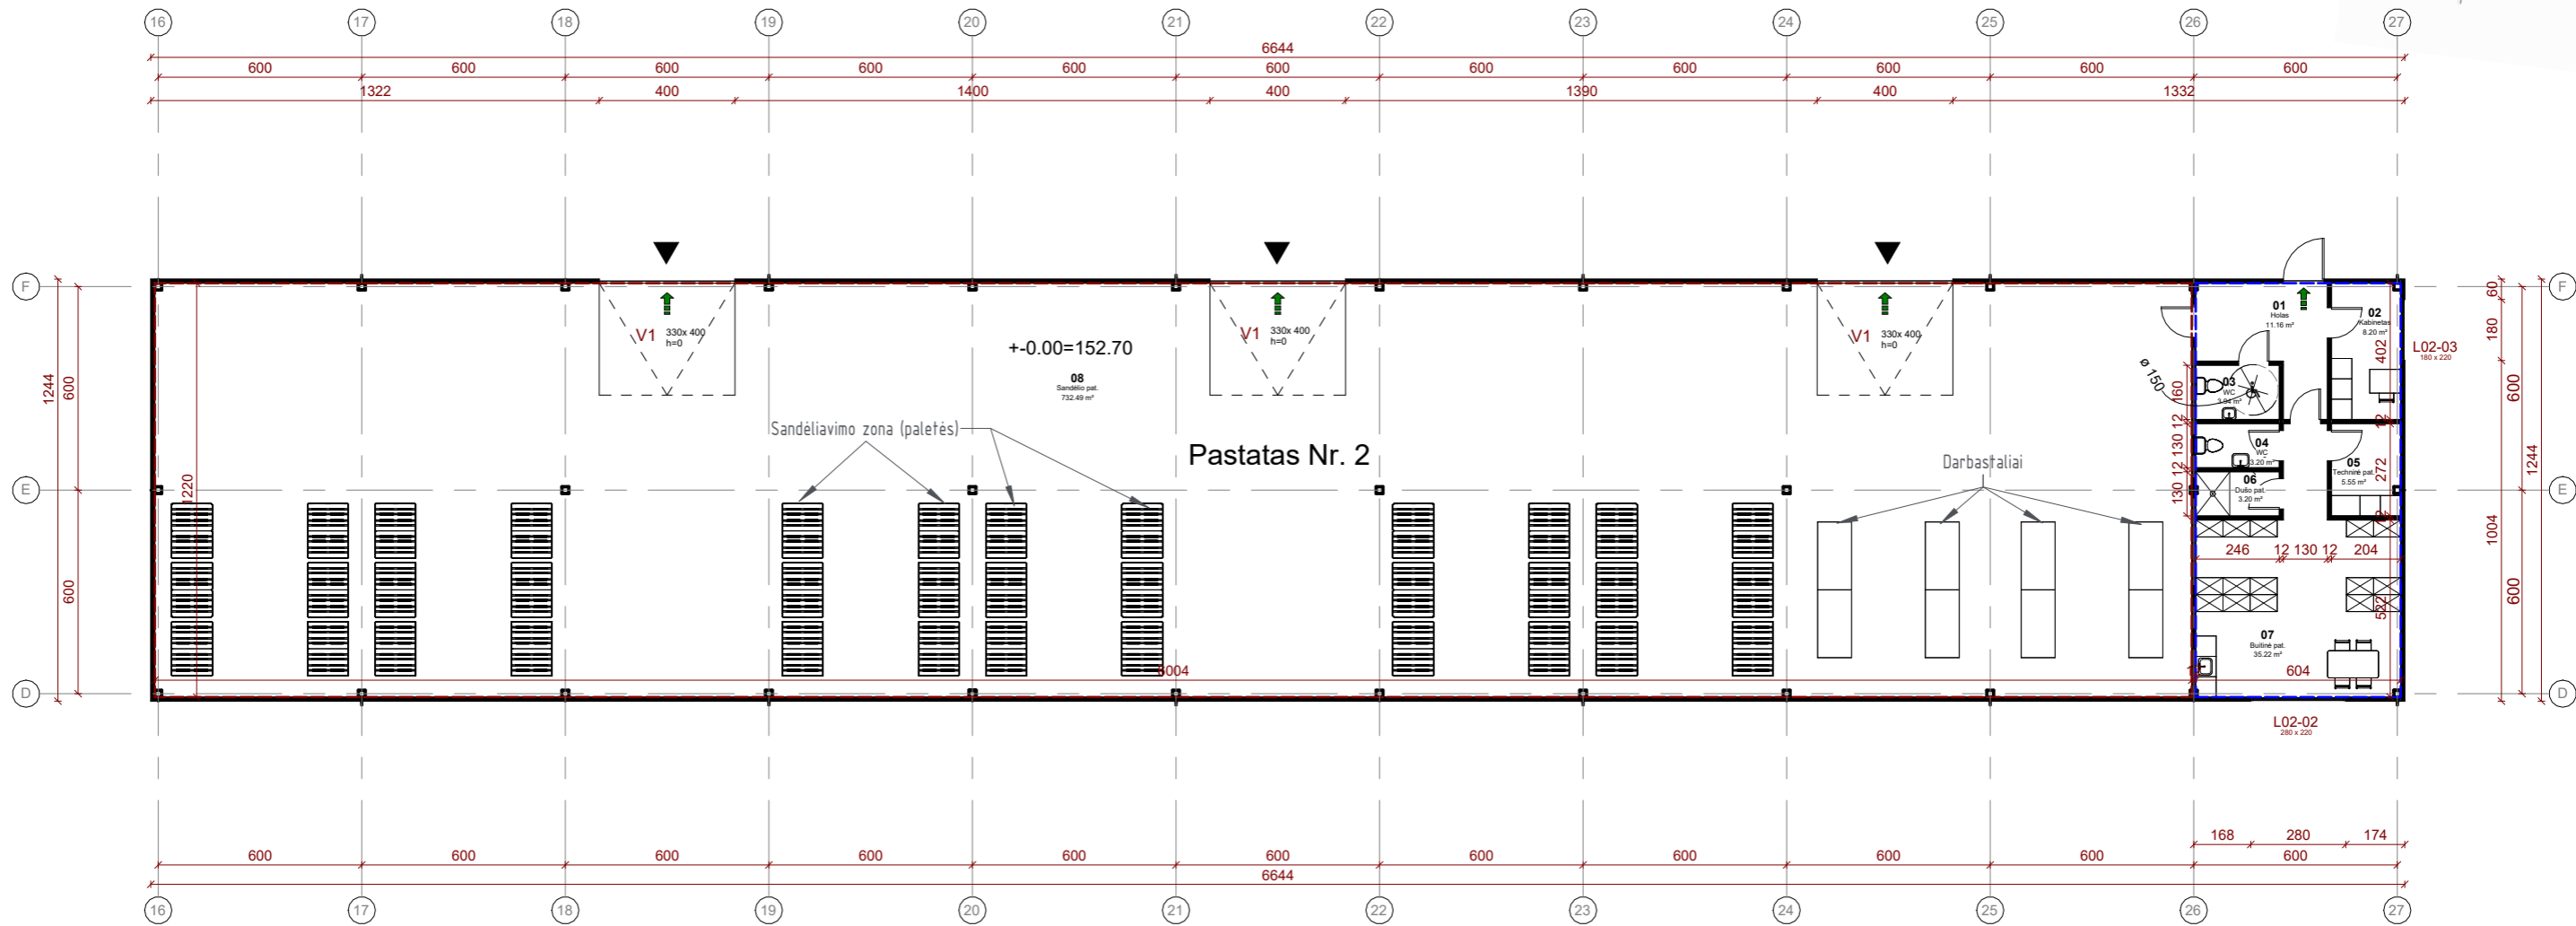 16 17 18 19 20 21 22 23 24 25 26 27
6644
600 600 600 600 600 600 600 600 600 600 600
1322 400 1400 400 1390 400 1332
F F
E E
D D
1244
600
600
1220
V1 330x 400
h=0
V1 330x 400
h=0
V1 330x 400
h=0
+-0.00=152.70
08
Sandėlio pat.
732.49 m²
Sandėliavimo zona (paletės)
Pastatas Nr. 2
Darbastaliai
ø 150
01
Holas
11.16 m²
02
Kabinetas
8.20 m²
03
WC
04
WC
3.20 m²
05
Techninė pat.
5.55 m²
06
Dušo pat.
3.20 m²
07
Buitinė pat.
35.22 m²
160
12
130
12
130
402
12
272
522
246 12 130 12 204
604
L02-03
180 x 220
L02-02
280 x 220
60
180
1004
600
600
1244
168 280 174
600 600 600 600 600 600 600 600 600 600 600
6644
16 17 18 19 20 21 22 23 24 25 26 27